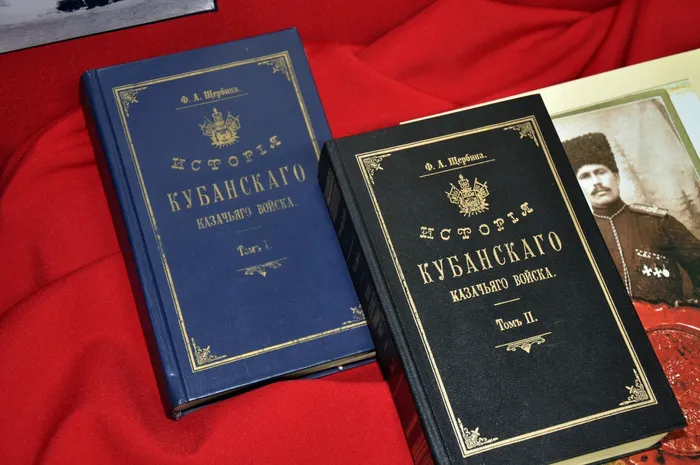 Ф. А. Щербина.
ИСТОРІЯ
КУБАНСКАГО
КАЗАЧЬЯГО ВОЙСКА.
Томъ I.
Ф. А. Щербина.
ИСТОРІЯ
КУБАНСКАГО
КАЗАЧЬЯГО ВОЙСКА.
Томъ II.